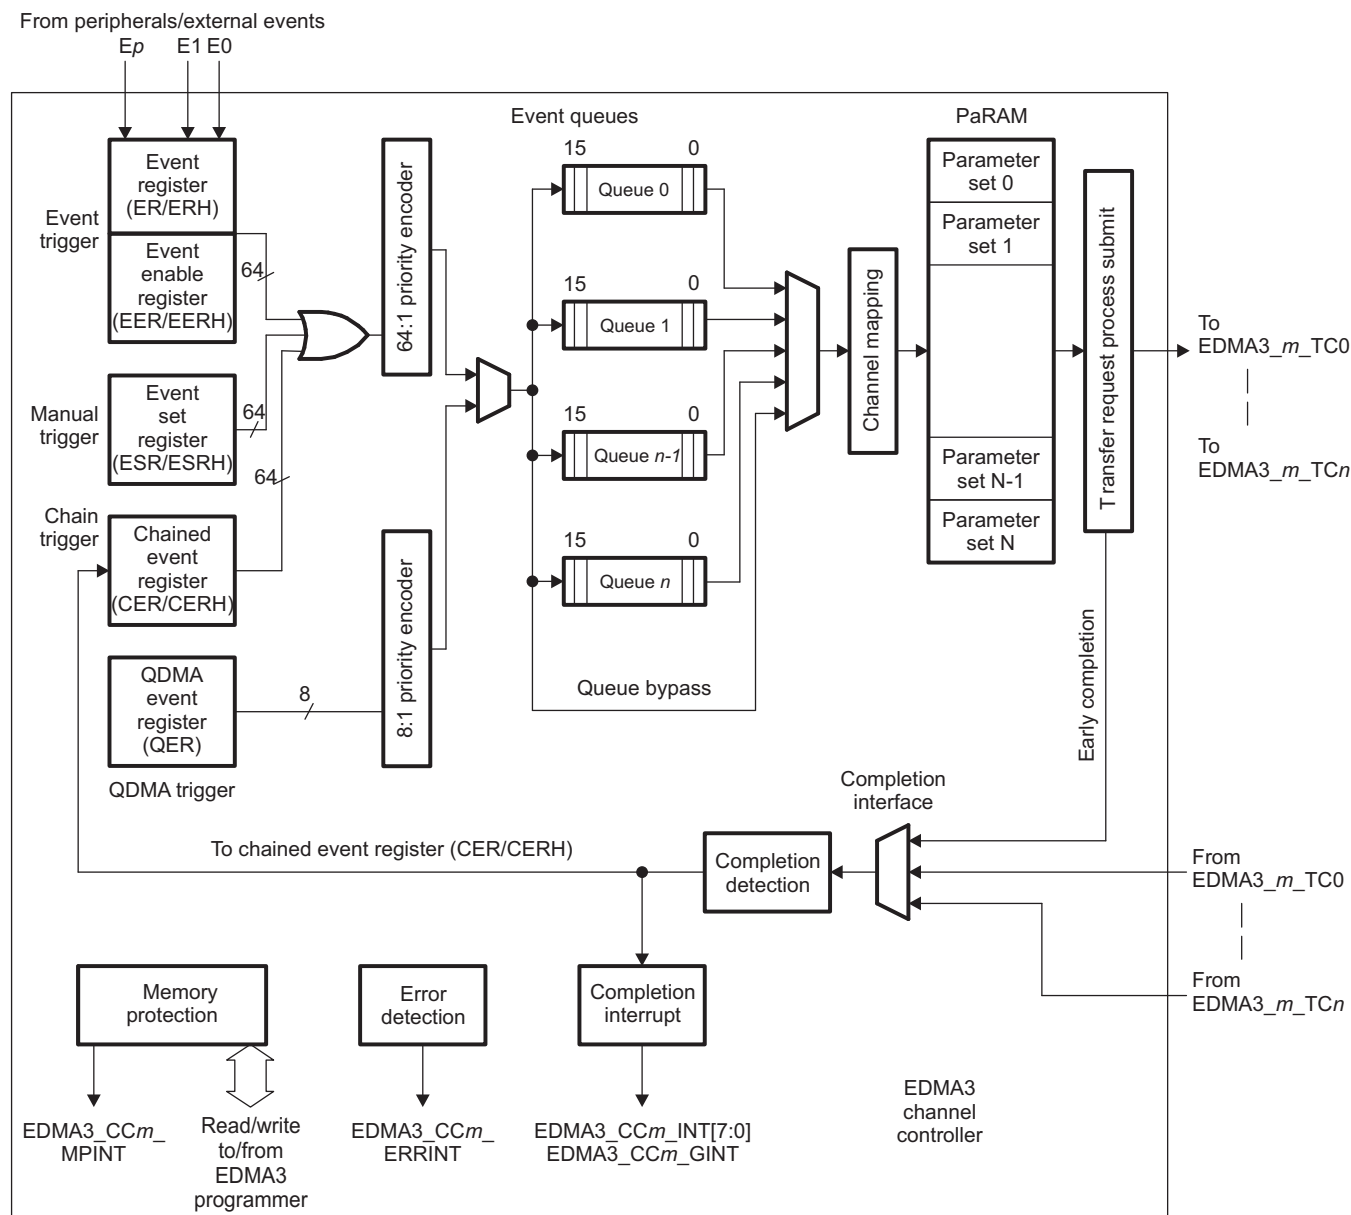 From peripherals/external events
Ep E1 E0
Event queues
PaRAM
Event
trigger
Event
register
(ER/ERH)
Event
enable
register
(EER/EERH)
64
Manual
trigger
Event
set
register
(ESR/ESRH)
64
64
Chain
trigger
Chained
event
register
(CER/CERH)
QDMA
event
register
(QER)
8
QDMA trigger
64:1 priority encoder
8:1 priority encoder
15 0
Queue 0
15 0
Queue 1
15 0
Queue n-1
15 0
Queue n
Queue bypass
Channel mapping
Parameter
set 0
Parameter
set 1
Parameter
set N-1
Parameter
set N
Transfer request process submit
To
EDMA3_m_TC0
To
EDMA3_m_TCn
Early completion
Completion
interface
To chained event register (CER/CERH)
Completion
detection
From
EDMA3_m_TC0
From
EDMA3_m_TCn
Memory
protection
Error
detection
Completion
interrupt
EDMA3_CCm_
MPINT
Read/write
to/from
EDMA3
programmer
EDMA3_CCm_
ERRINT
EDMA3_CCm_INT[7:0]
EDMA3_CCm_GINT
EDMA3
channel
controller